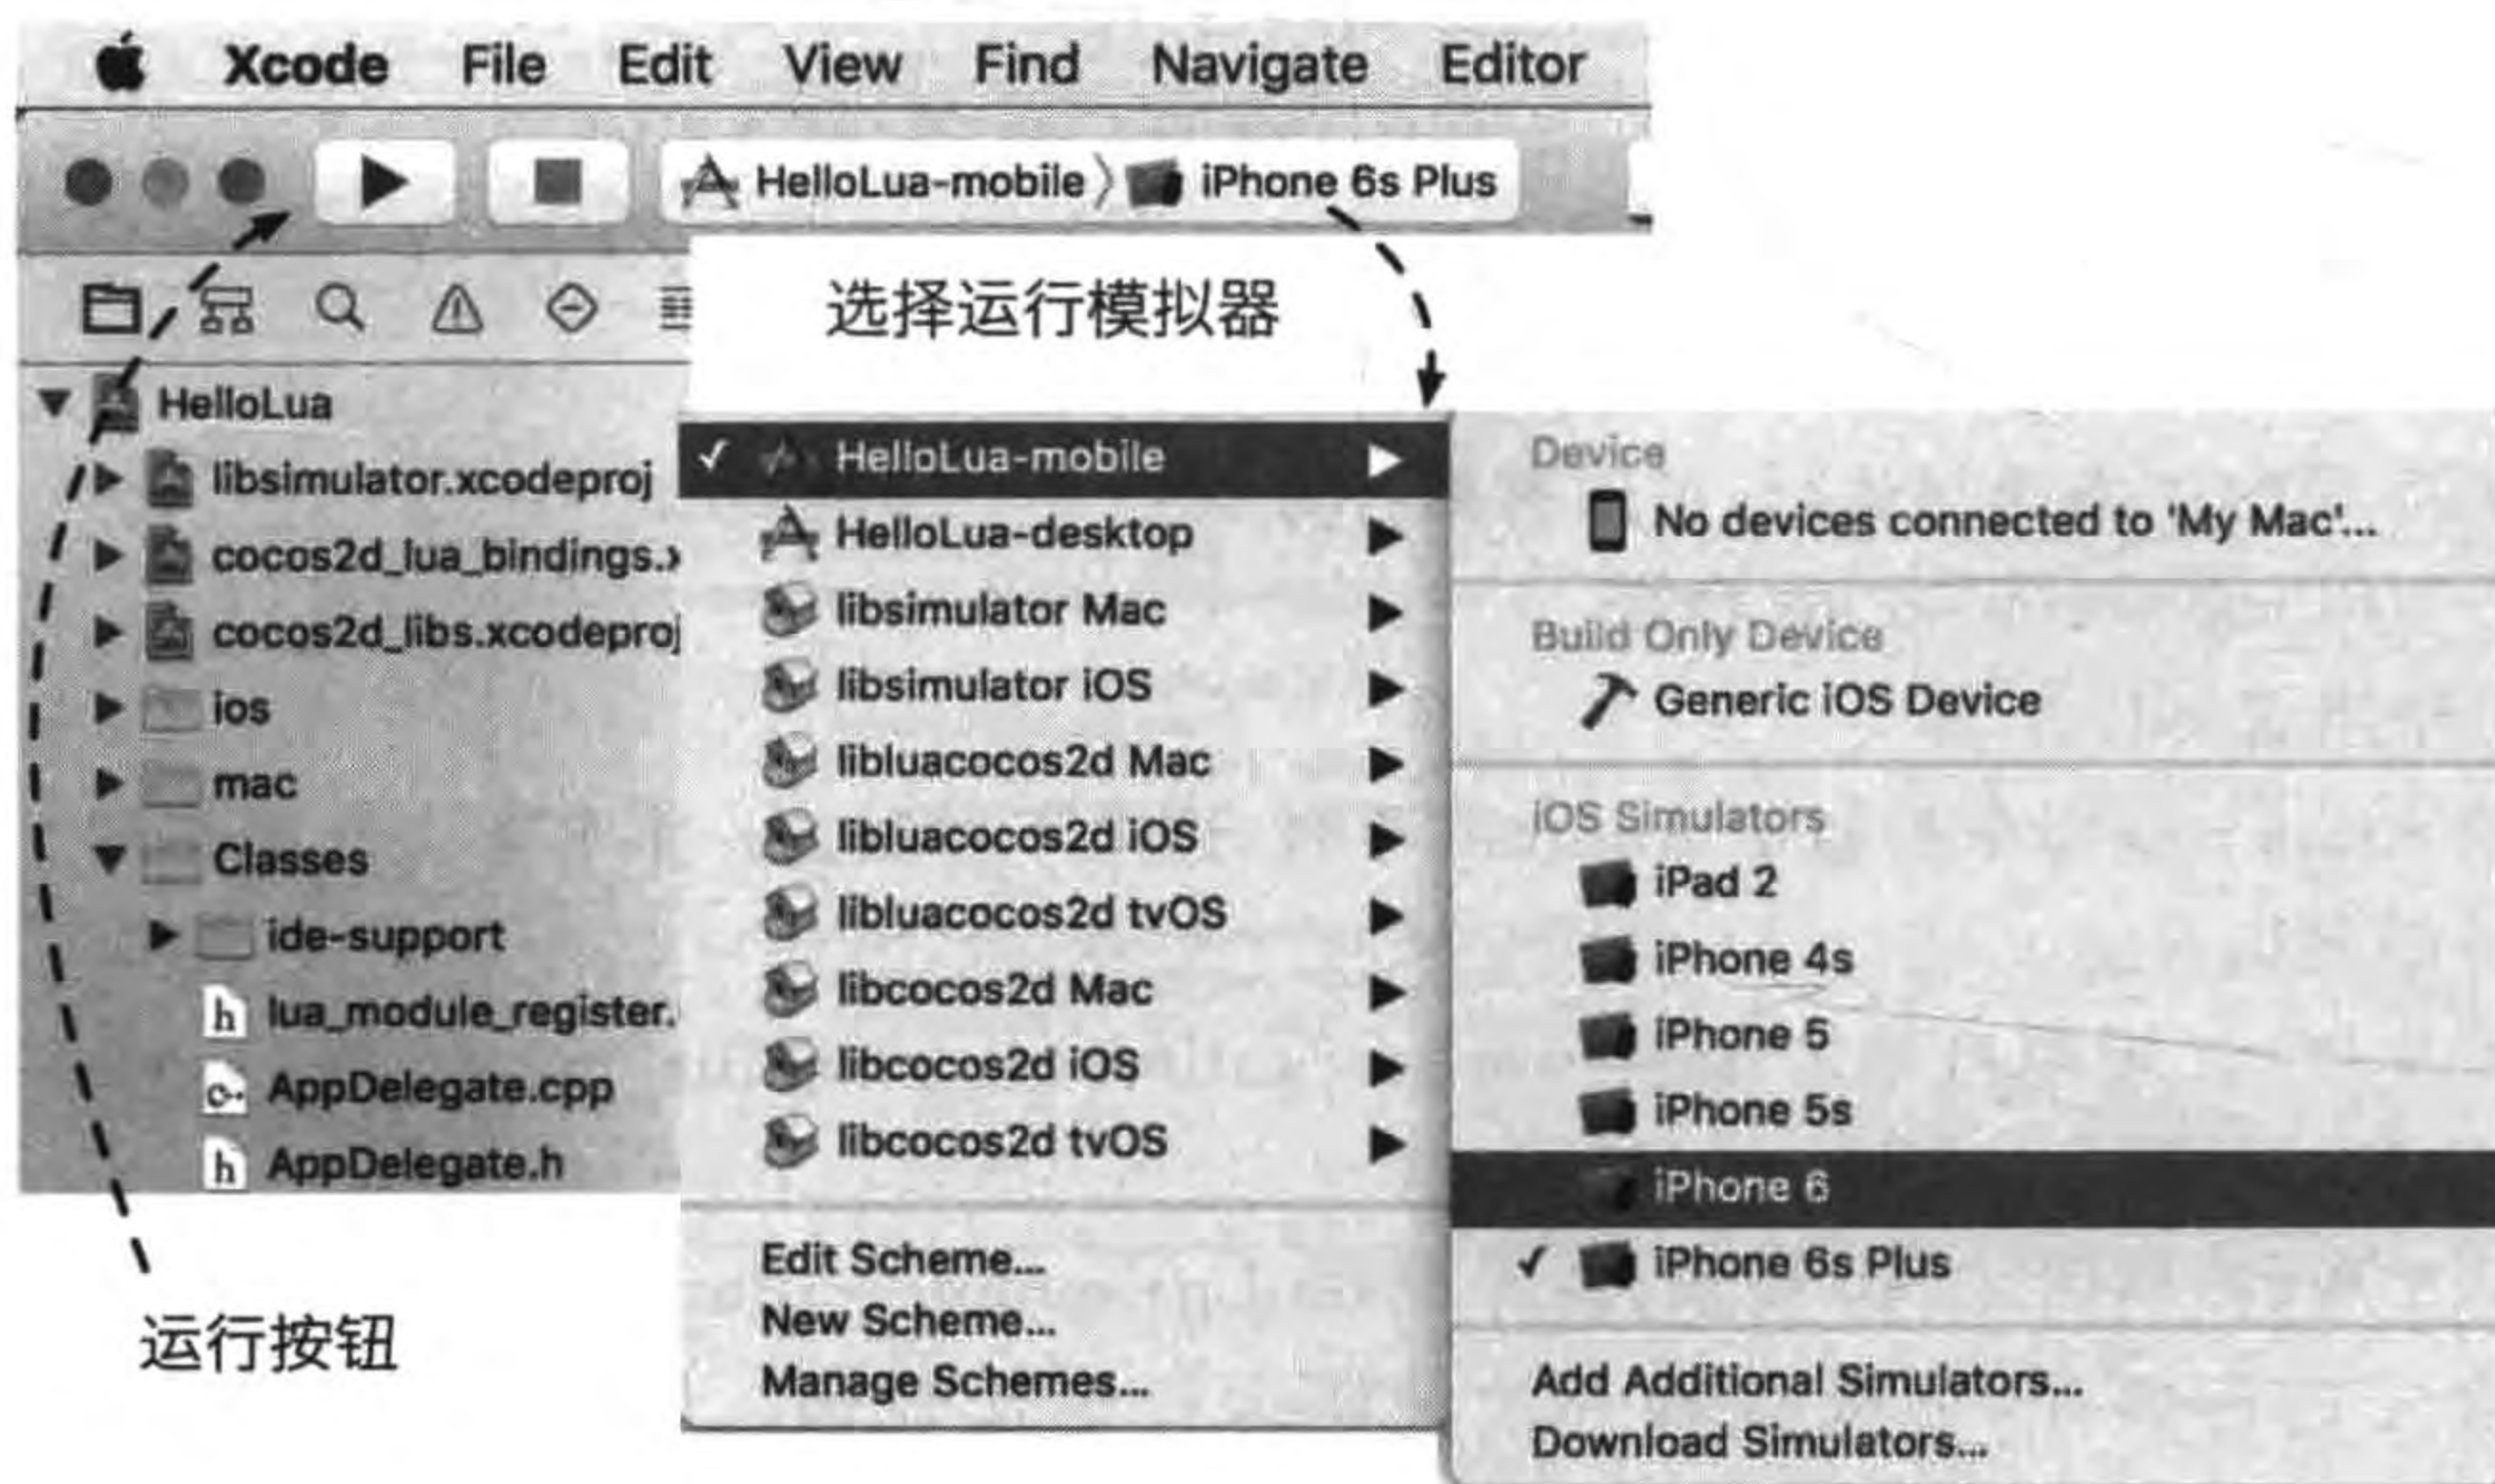 Xcode File Edit View Find Navigate Editor
HelloLua-mobile iPhone 6s Plus
选择运行模拟器
HelloLua
libsimulator.xcodeproj
cocos2d_lua_bindings.x
cocos2d_libs.xcodeproj
ios
mac
Classes
ide-support
h lua_module_register.
c+ AppDelegate.cpp
h AppDelegate.h
运行按钮
✓ HelloLua-mobile
HelloLua-desktop
libsimulator Mac
libsimulator iOS
libluacocos2d Mac
libluacocos2d iOS
libluacocos2d tvOS
libcocos2d Mac
libcocos2d iOS
libcocos2d tvOS
Edit Scheme...
New Scheme...
Manage Schemes...
Device
No devices connected to 'My Mac'...
Build Only Device
Generic iOS Device
iOS Simulators
iPad 2
iPhone 4s
iPhone 5
iPhone 5s
iPhone 6
✓ iPhone 6s Plus
Add Additional Simulators...
Download Simulators...